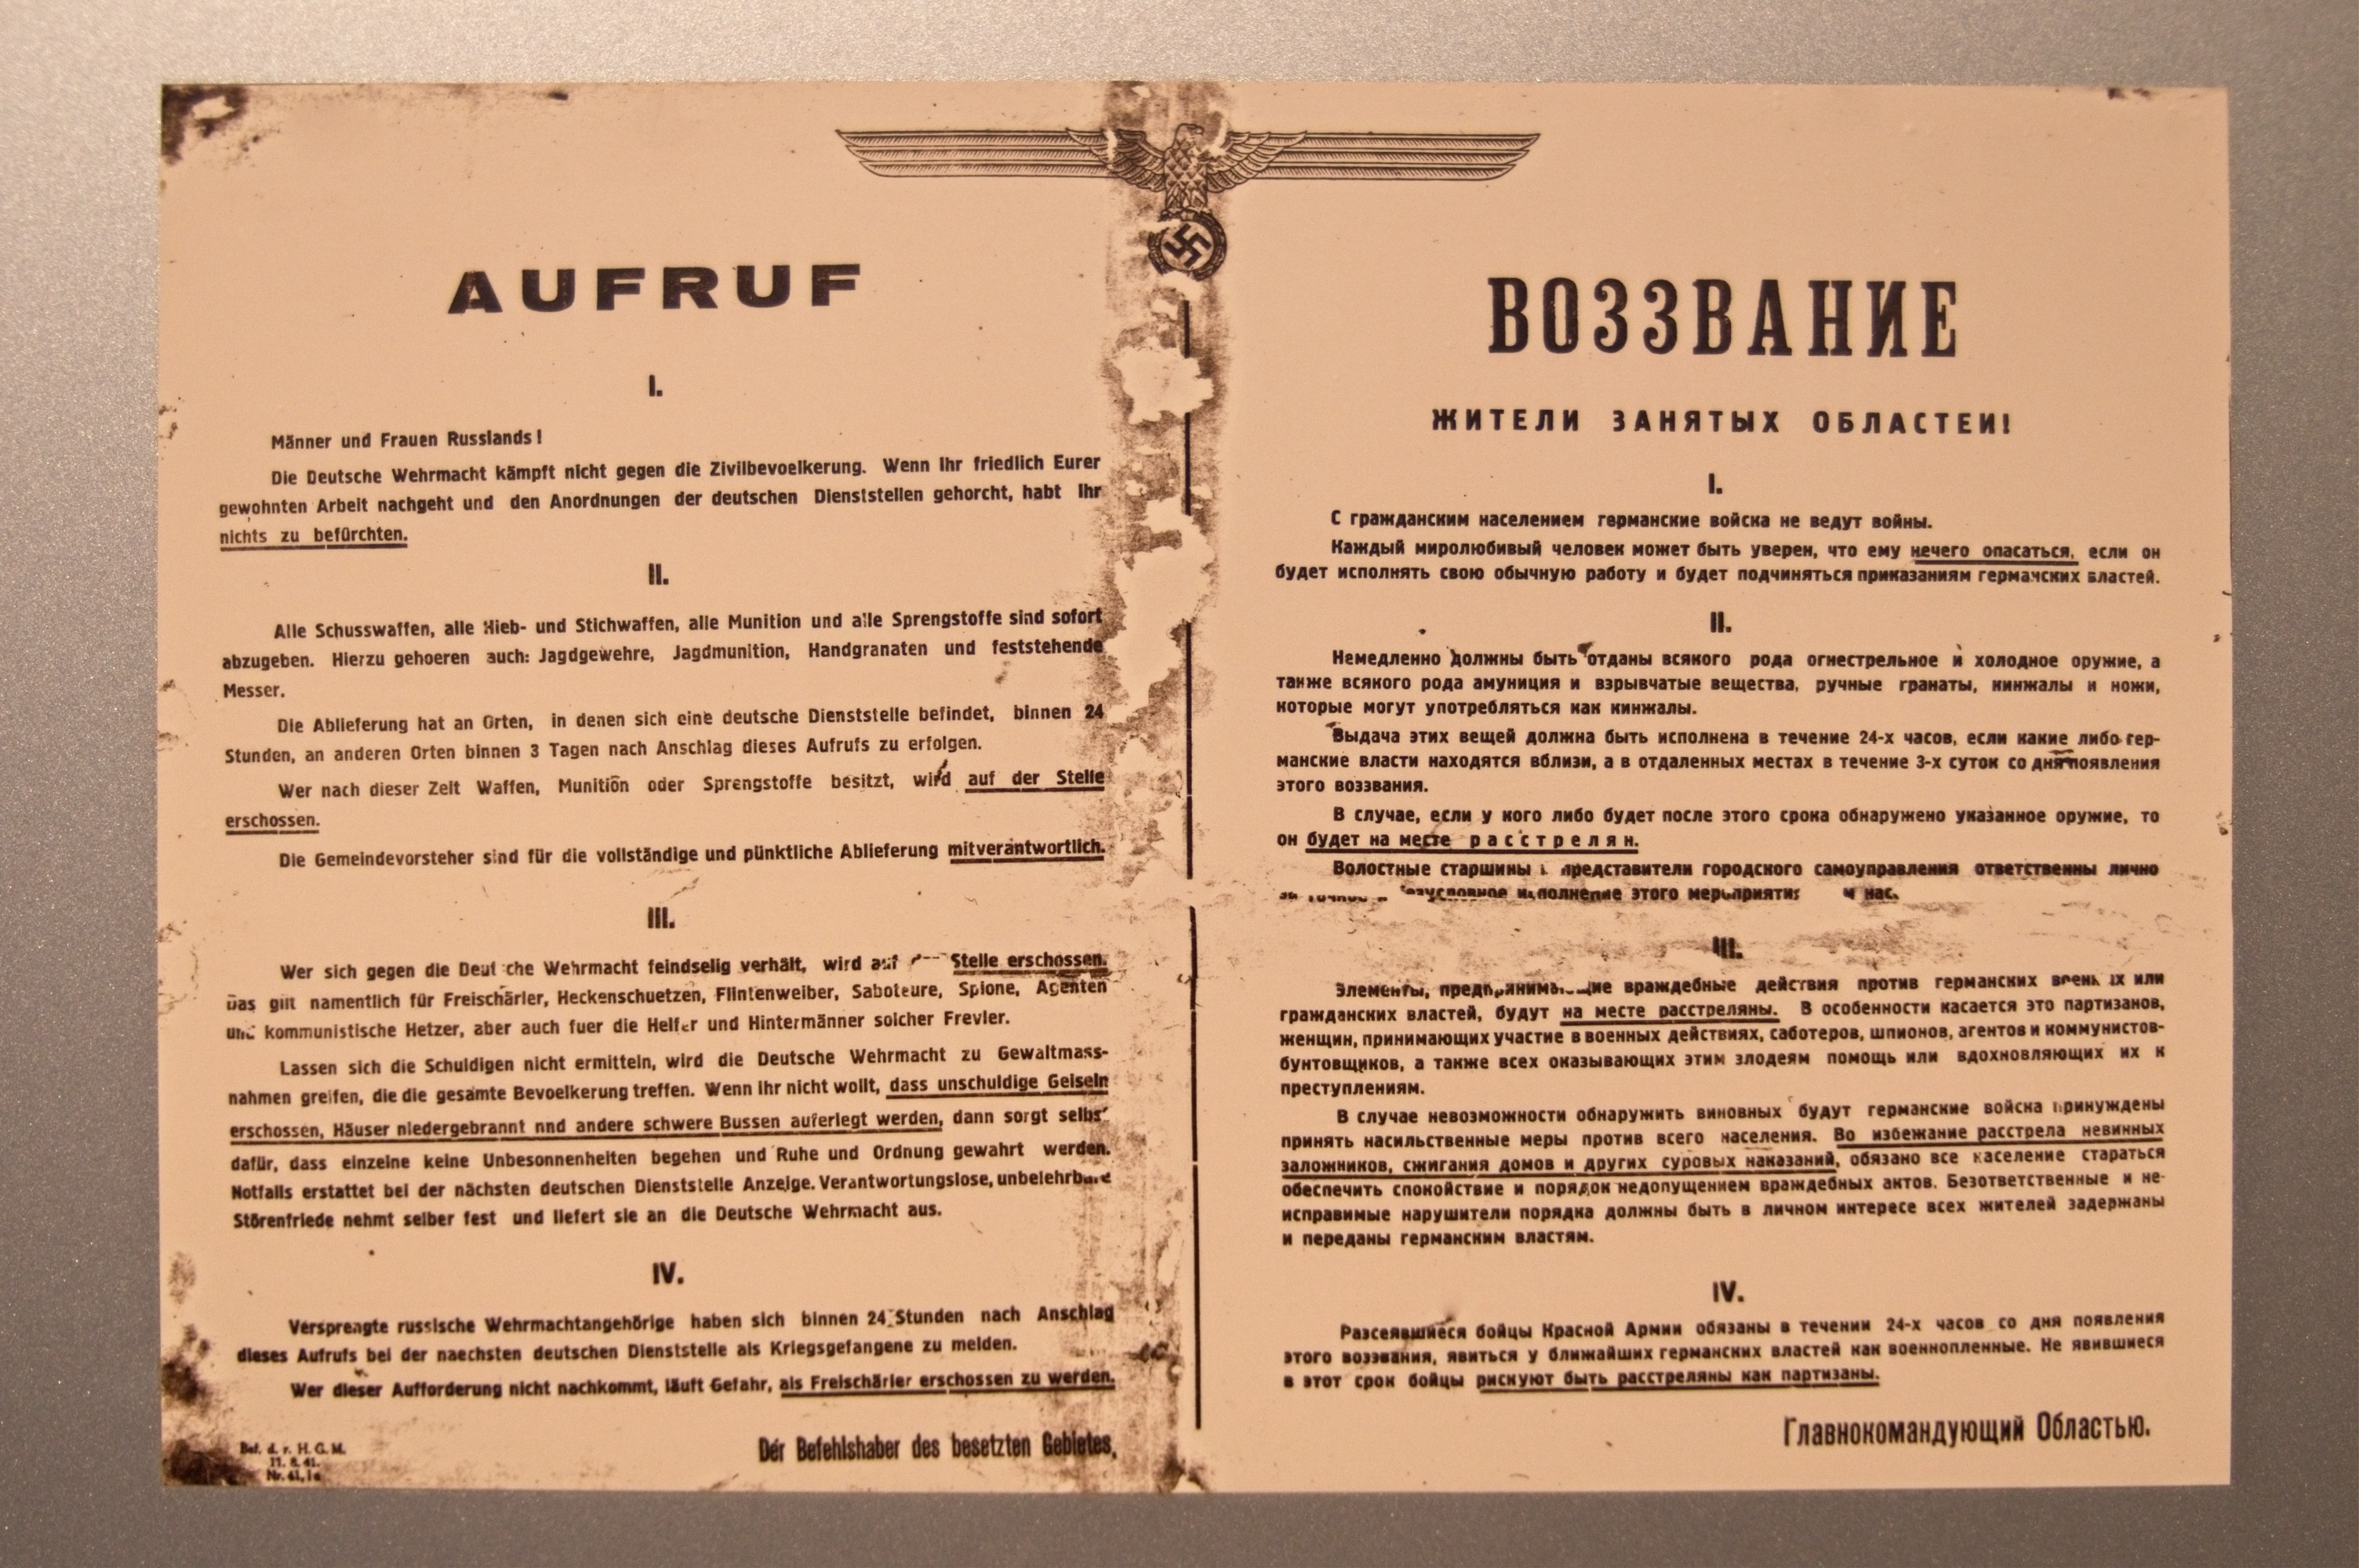 AUFRUF
I.
Männer und Frauen Russlands!
Die Deutsche Wehrmacht kämpft nicht gegen die Zivilbevoelkerung. Wenn Ihr friedlich Eurer
gewohnten Arbeit nachgeht und den Anordnungen der deutschen Dienststellen gehorcht, habt Ihr
nichts zu befürchten.
II.
Alle Schusswaffen, alle Hieb- und Stichwaffen, alle Munition und alle Sprengstoffe sind sofort
abzugeben. Hierzu gehoeren auch: Jagdgewehre, Jagdmunition, Handgranaten und feststehende
Messer.
Die Ablieferung hat an Orten, in denen sich eine deutsche Dienststelle befindet, binnen 24
Stunden, an anderen Orten binnen 3 Tagen nach Anschlag dieses Aufrufs zu erfolgen.
Wer nach dieser Zeit Waffen, Munition oder Sprengstoffe besitzt, wird auf der Stelle
erschossen.
Die Gemeindevorsteher sind für die vollständige und pünktliche Ablieferung mitverantwortlich.
III.
Wer sich gegen die Deutsche Wehrmacht feindselig verhält, wird auf Stelle erschossen.
Das gilt namentlich für Freischärler, Heckenschuetzen, Flintenweiber, Saboteure, Spione, Agenten
und kommunistische Hetzer, aber auch fuer die Helfer und Hintermänner solcher Frevler.
Lassen sich die Schuldigen nicht ermitteln, wird die Deutsche Wehrmacht zu Gewaltmass-
nahmen greifen, die die gesamte Bevoelkerung treffen. Wenn Ihr nicht wollt, dass unschuldige Geiseln
erschossen, Häuser niedergebrannt nnd andere schwere Bussen auferlegt werden, dann sorgt selbst
dafür, dass einzelne keine Unbesonnenheiten begehen und Ruhe und Ordnung gewahrt werden.
Notfalls erstattet bei der nächsten deutschen Dienststelle Anzeige. Verantwortungslose, unbelehrbare
Störenfriede nehmt selber fest und liefert sie an die Deutsche Wehrmacht aus.
IV.
Versprengte russische Wehrmachtangehörige haben sich binnen 24 Stunden nach Anschlag
dieses Aufrufs bei der naechsten deutschen Dienststelle als Kriegsgefangene zu melden.
Wer dieser Aufforderung nicht nachkommt, läuft Gefahr, als Freischärler erschossen zu werden.
Der Befehlshaber des besetzten Gebietes,
Bef. d. r. H. G. M.
11. 8. 41.
Nr. 41, Ia
ВОЗЗВАНИЕ
ЖИТЕЛИ ЗАНЯТЫХ ОБЛАСТЕИ!
I.
С гражданским населением германские войска не ведут войны.
Каждый миролюбивый человек может быть уверен, что ему нечего опасаться, если он
будет исполнять свою обычную работу и будет подчиняться приказаниям германских властей.
II.
Немедленно должны быть отданы всякого рода огнестрельное и холодное оружие, а
также всякого рода амуниция и взрывчатые вещества, ручные гранаты, кинжалы и ножи,
которые могут употребляться как кинжалы.
Выдача этих вещей должна быть исполнена в течение 24-х часов, если какие либо гер-
манские власти находятся вблизи, а в отдаленных местах в течение 3-х суток со дня появления
этого воззвания.
В случае, если у кого либо будет после этого срока обнаружено указанное оружие, то
он будет на месте расстрелян.
Волостные старшины представители городского самоуправления ответственны лично
за точное и безусловное исполнение этого мероприятия
III.
Элементы, предпринимающие враждебные действия против германских военных или
гражданских властей, будут на месте расстреляны. В особенности касается это партизанов,
женщин, принимающих участие в военных действиях, саботеров, шпионов, агентов и коммунистов-
бунтовщиков, а также всех оказывающих этим злодеям помощь или вдохновляющих их к
преступлениям.
В случае невозможности обнаружить виновных будут германские войска принуждены
принять насильственные меры против всего населения. Во избежание расстрела невинных
заложников, сжигания домов и других суровых наказаний, обязано все население стараться
обеспечить спокойствие и порядок недопущением враждебных актов. Безответственные и не-
исправимые нарушители порядка должны быть в личном интересе всех жителей задержаны
и переданы германским властям.
IV.
Разсеявшиеся бойцы Красной Армии обязаны в течении 24-х часов со дня появления
этого воззвания, явиться у ближайших германских властей как военнопленные. Не явившиеся
в этот срок бойцы рискуют быть расстреляны как партизаны.
Главнокомандующий Областью.